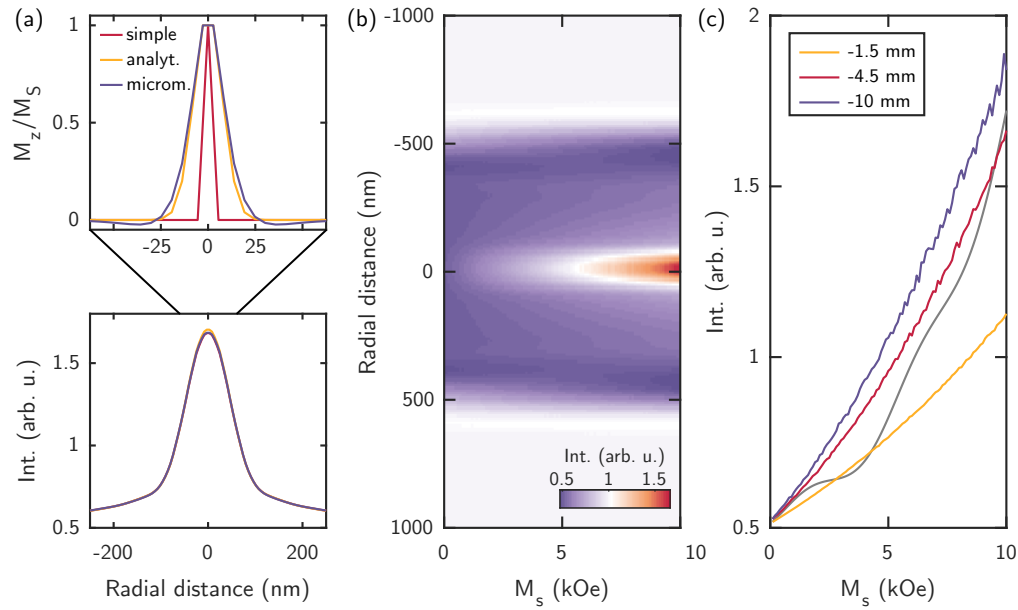 (a)
1
0.5
0
M_z/M_S
simple
analyt.
microm.
-25
0
25
1.5
1
0.5
Int. (arb. u.)
-200
0
200
Radial distance (nm)
(b)
-1000
-500
0
500
1000
Radial distance (nm)
Int. (arb. u.)
0.5
1
1.5
0
5
10
M_s (kOe)
(c)
2
1.5
1
0.5
Int. (arb. u.)
-1.5 mm
-4.5 mm
-10 mm
0
5
10
M_s (kOe)